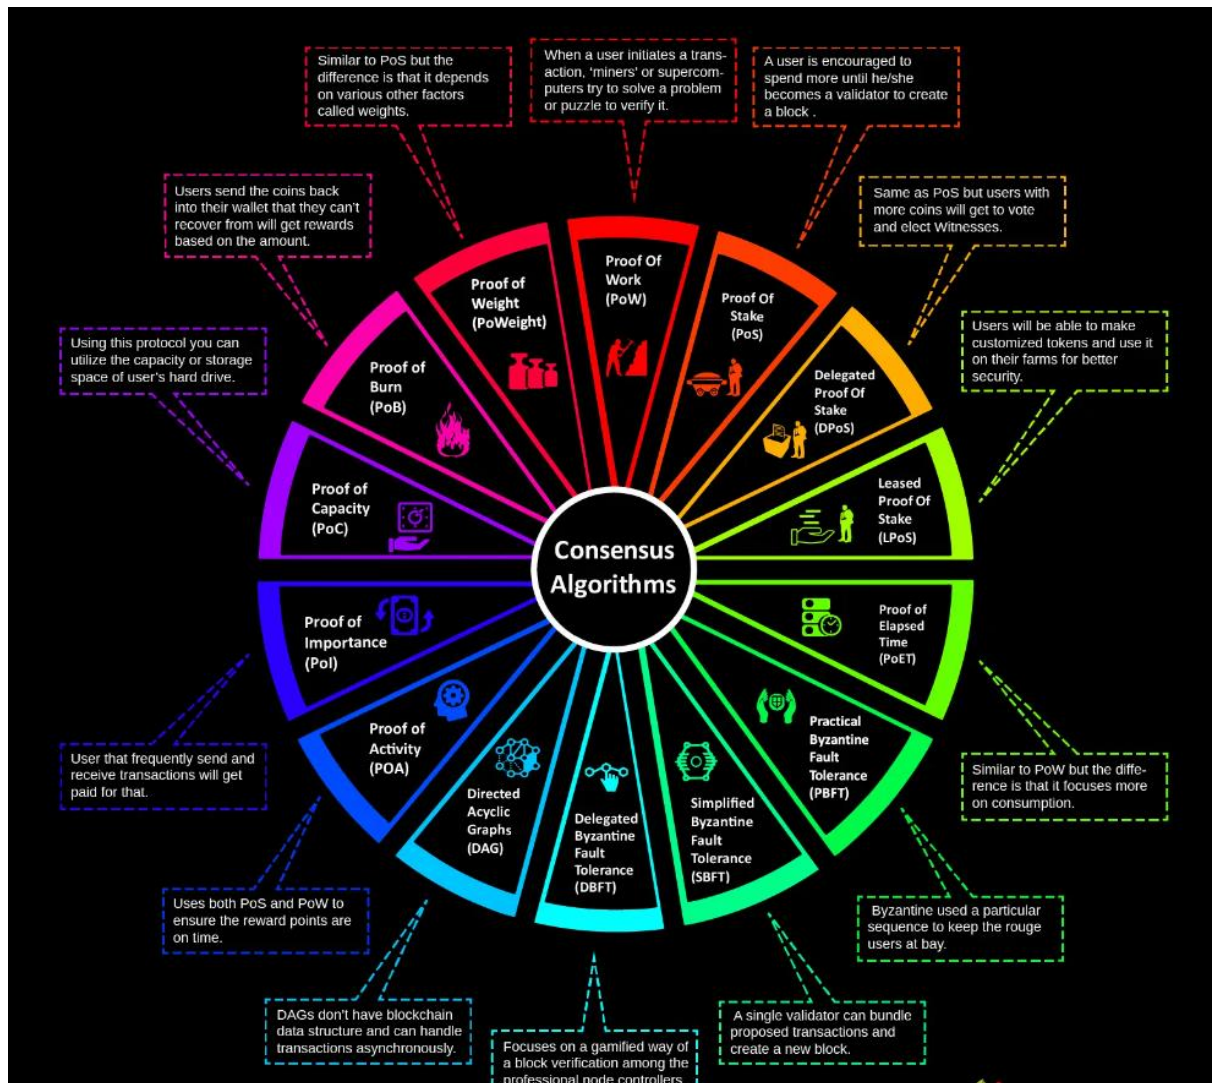 Similar to PoS but the
difference is that it depends
on various other factors
called weights.
When a user initiates a trans-
action, 'miners' or supercom-
puters try to solve a problem
or puzzle to verify it.
A user is encouraged to
spend more until he/she
becomes a validator to create
a block .
Users send the coins back
into their wallet that they can't
recover from will get rewards
based on the amount.
Same as PoS but users with
more coins will get to vote
and elect Witnesses.
Using this protocol you can
utilize the capacity or storage
space of user's hard drive.
Users will be able to make
customized tokens and use it
on their farms for better
security.
Proof of
Weight
(PoWeight)
Proof Of
Work
(PoW)
Proof Of
Stake
(PoS)
Proof of
Burn
(PoB)
Delegated
Proof Of
Stake
(DPoS)
Proof of
Capacity
(PoC)
Leased
Proof Of
Stake
(LPoS)
Consensus
Algorithms
Proof of
Importance
(PoI)
Proof of
Elapsed
Time
(PoET)
Proof of
Activity
(POA)
Directed
Acyclic
Graphs
(DAG)
Delegated
Byzantine
Fault
Tolerance
(DBFT)
Simplified
Byzantine
Fault
Tolerance
(SBFT)
Practical
Byzantine
Fault
Tolerance
(PBFT)
User that frequently send and
receive transactions will get
paid for that.
Similar to PoW but the diffe-
rence is that it focuses more
on consumption.
Uses both PoS and PoW to
ensure the reward points are
on time.
Byzantine used a particular
sequence to keep the rouge
users at bay.
DAGs don't have blockchain
data structure and can handle
transactions asynchronously.
Focuses on a gamified way of
a block verification among the
professional node controllers.
A single validator can bundle
proposed transactions and
create a new block.